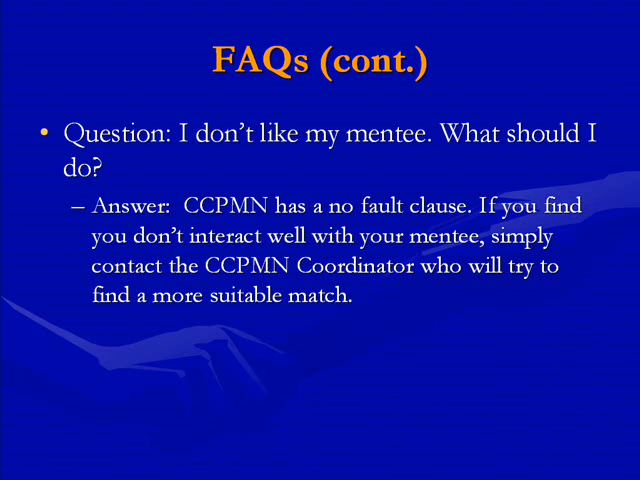 FAQs (cont.)
• Question: I don’t like my mentee. What should I
do?
– Answer:  CCPMN has a no fault clause. If you find
you don’t interact well with your mentee, simply
contact the CCPMN Coordinator who will try to
find a more suitable match.